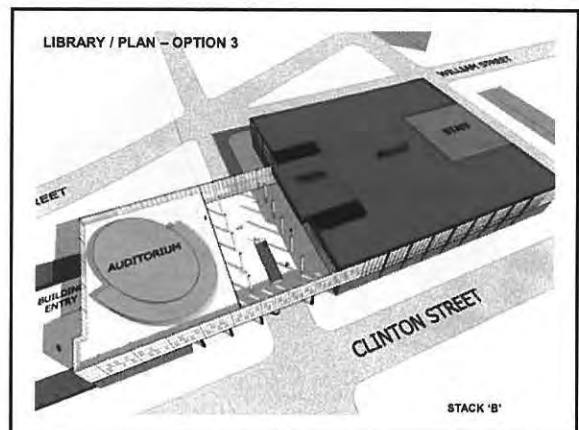 LIBRARY / PLAN – OPTION 3
WILLIAM STREET
STAFF
REET
AUDITORIUM
BUILDING
ENTRY
CLINTON STREET
STACK 'B'